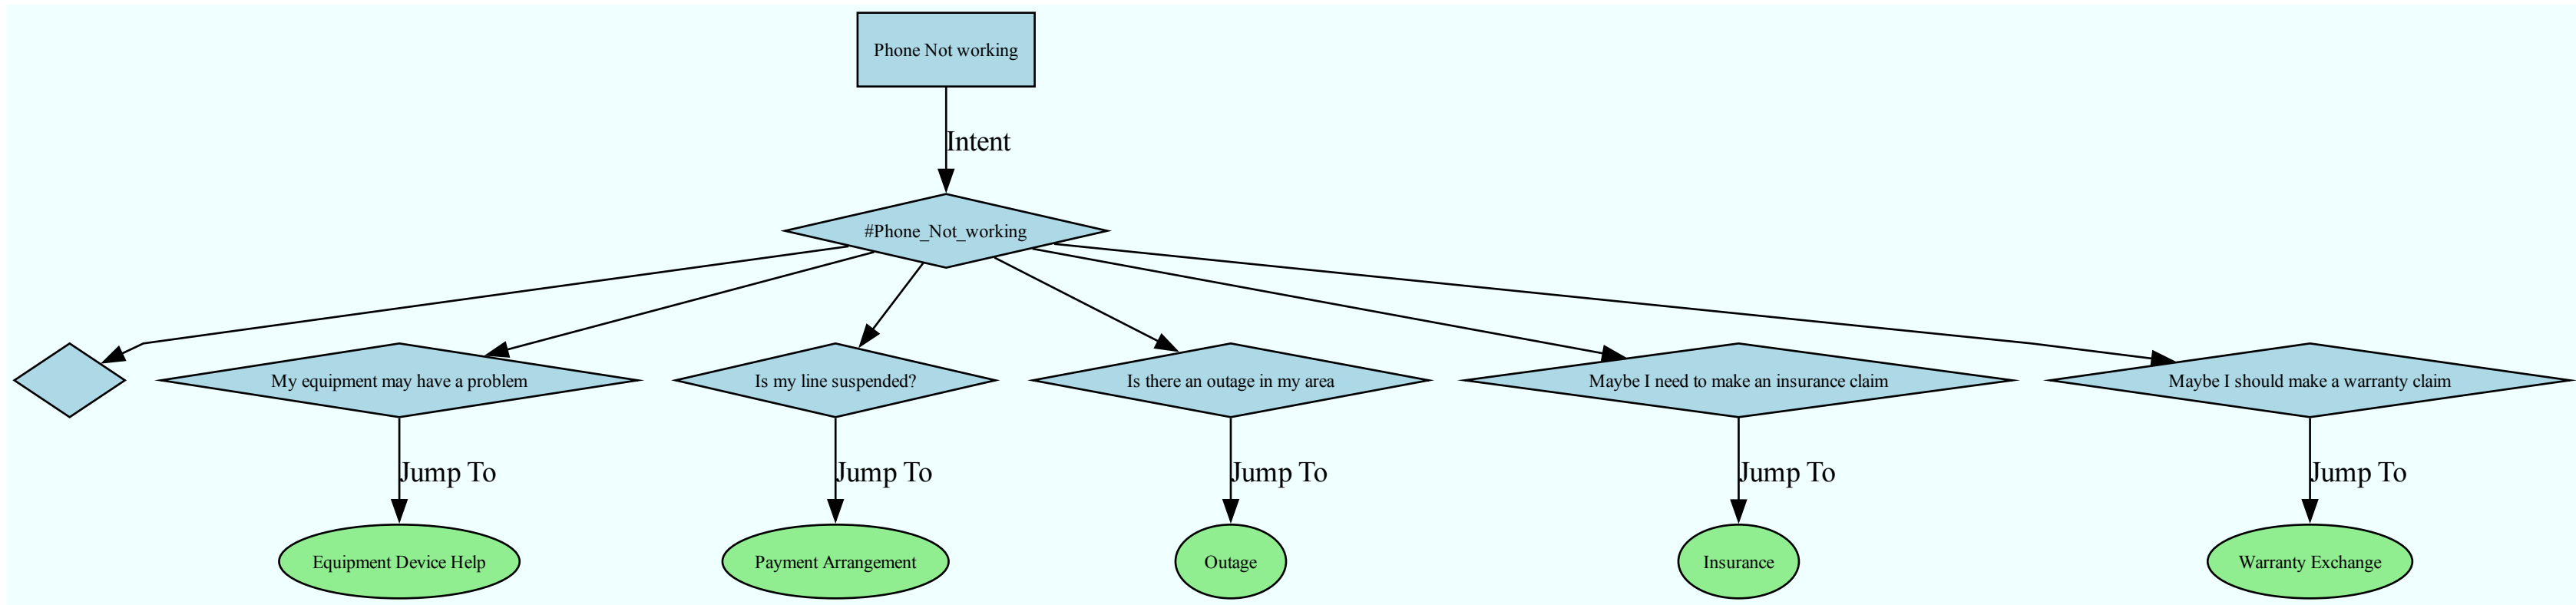 Phone Not working
Intent
#Phone_Not_working
My equipment may have a problem
Is my line suspended?
Is there an outage in my area
Maybe I need to make an insurance claim
Maybe I should make a warranty claim
Jump To
Jump To
Jump To
Jump To
Jump To
Equipment Device Help
Payment Arrangement
Outage
Insurance
Warranty Exchange